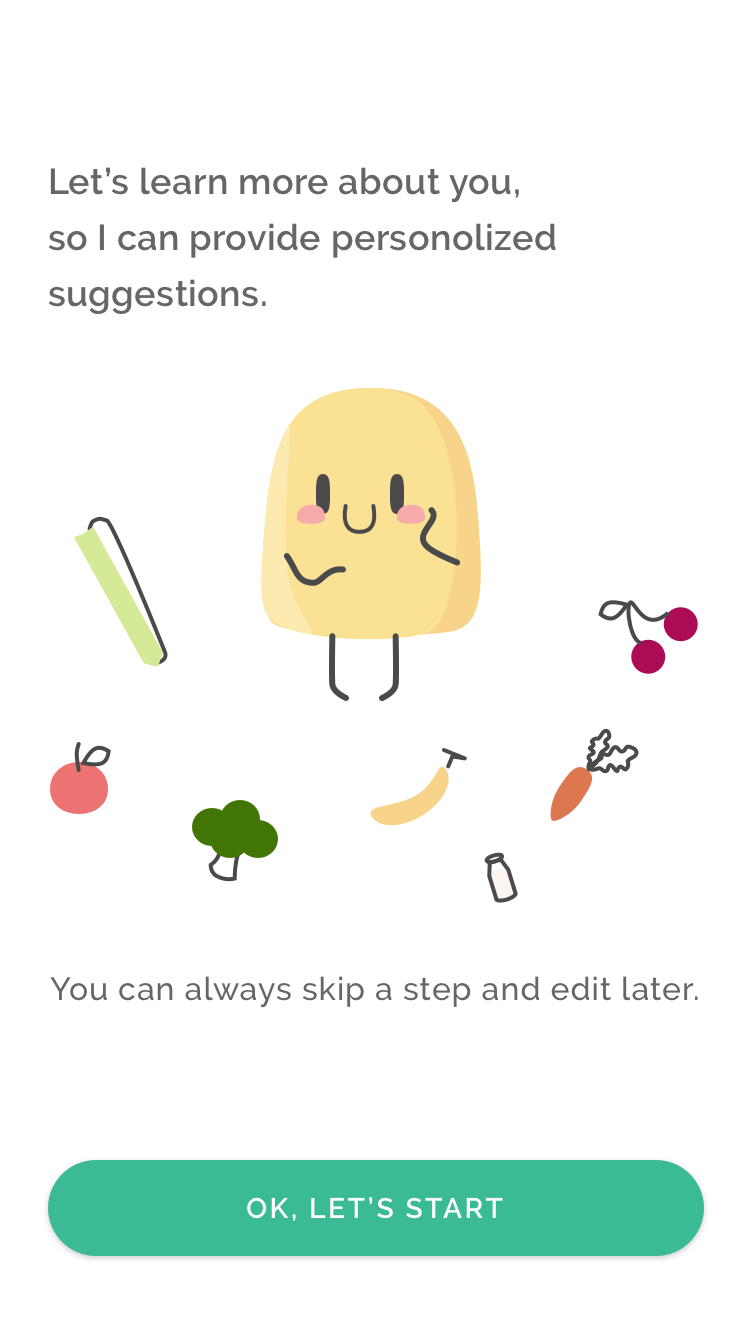 Let’s learn more about you,
so I can provide personolized
suggestions.
You can always skip a step and edit later.
OK, LET’S START